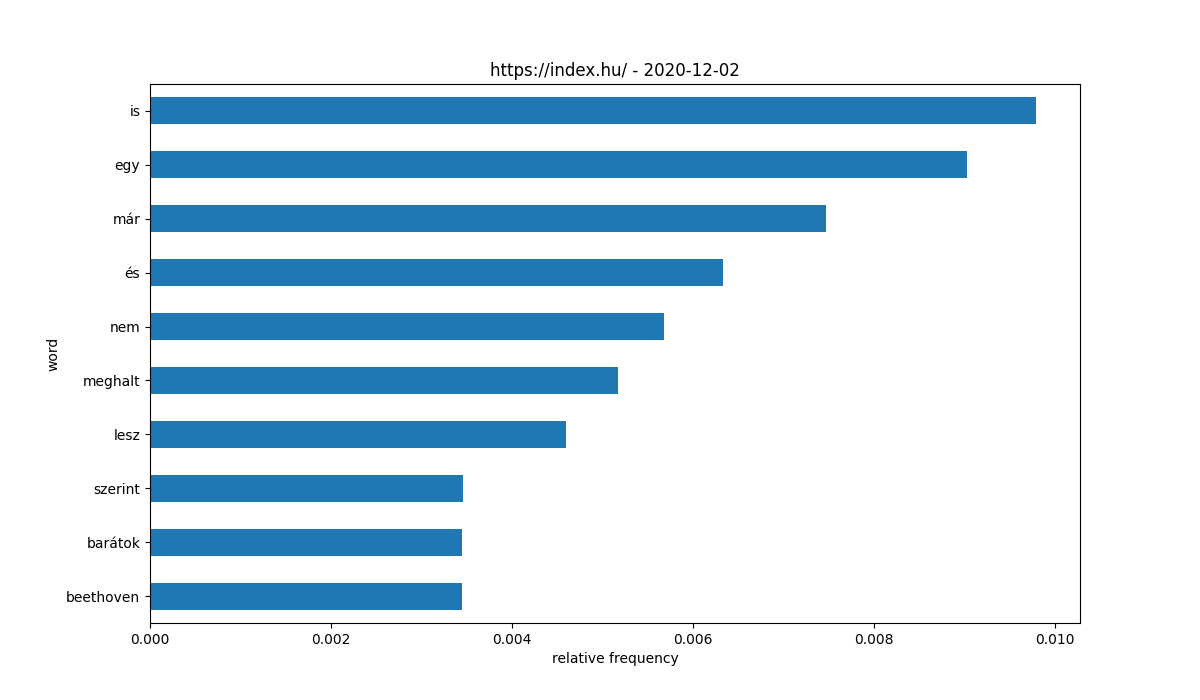 https://index.hu/ - 2020-12-02
is
egy
már
és
nem
meghalt
lesz
szerint
barátok
beethoven
word
0.000 0.002 0.004 0.006 0.008 0.010
relative frequency